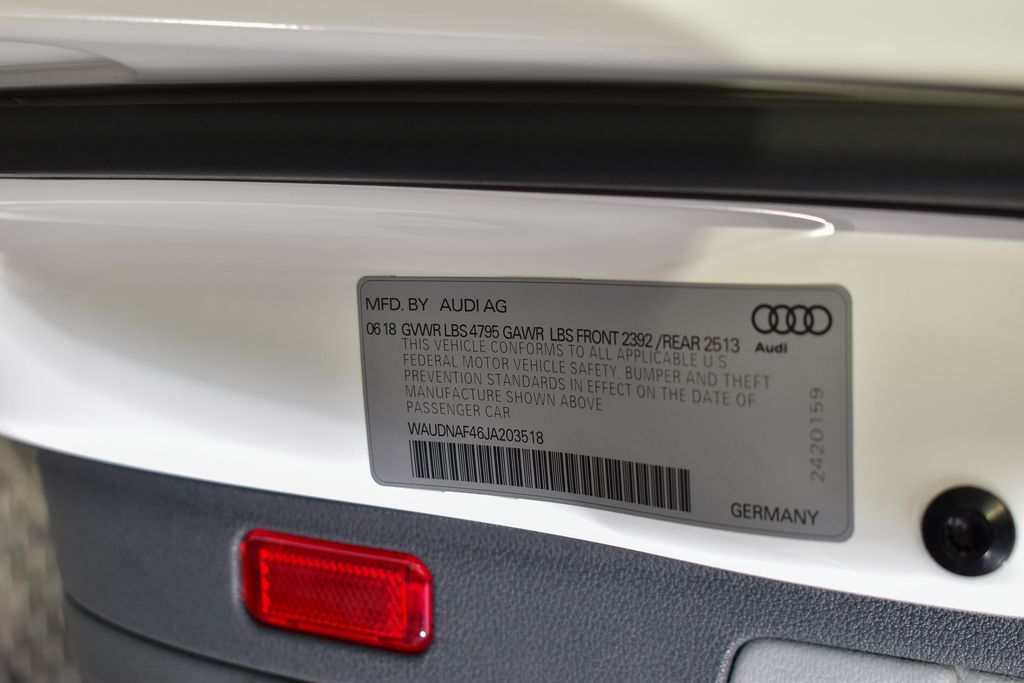 MFD. BY AUDI AG
06 18 GVWR LBS 4795 GAWR LBS FRONT 2392 / REAR 2513
Audi
THIS VEHICLE CONFORMS TO ALL APPLICABLE U.S.
FEDERAL MOTOR VEHICLE SAFETY, BUMPER AND THEFT
PREVENTION STANDARDS IN EFFECT ON THE DATE OF
MANUFACTURE SHOWN ABOVE
PASSENGER CAR
WAUDNAF46JA203518
2420159
GERMANY